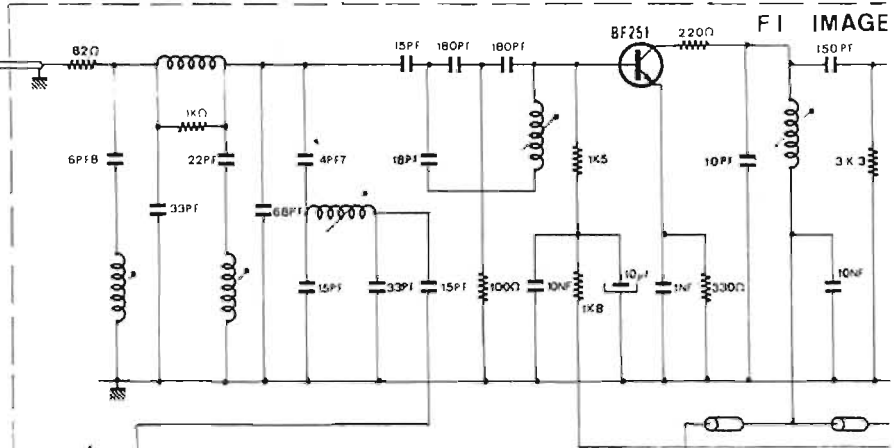 FI IMAGE
BF251
82Ω
15PF
180PF
180PF
220Ω
150PF
1KΩ
6PF8
22PF
4PF7
18PF
1K5
10PF
3K3
33PF
68PF
15PF
33PF
15PF
100Ω
10NF
10µF
1NF
330Ω
10NF
1K8